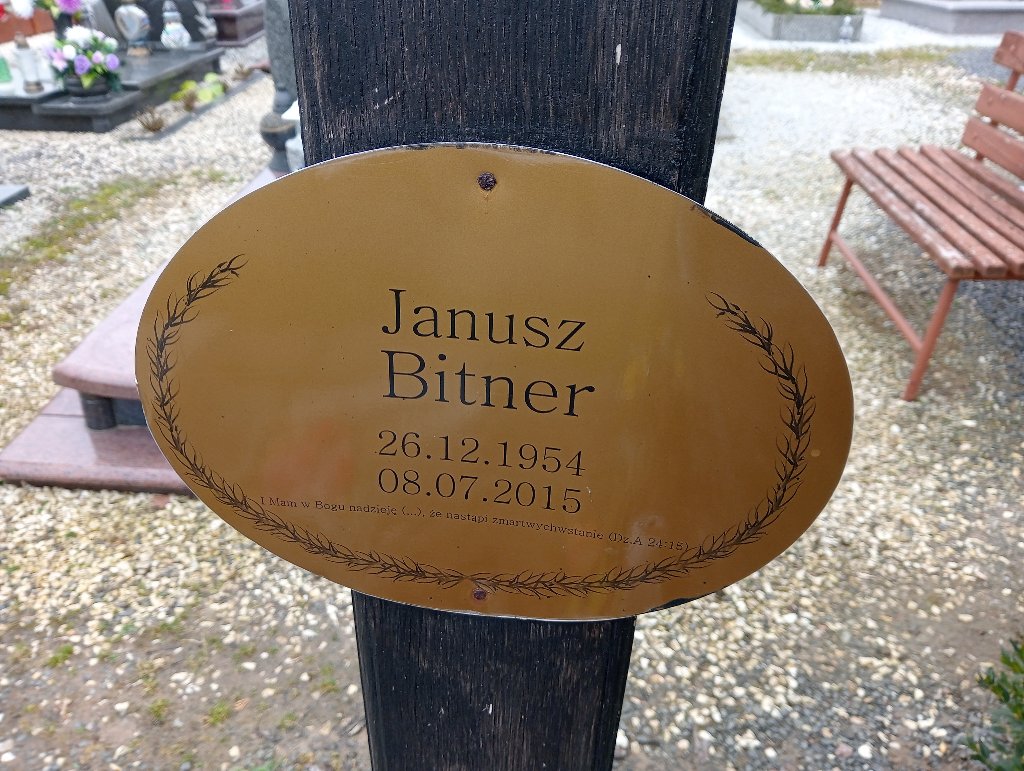 Janusz
Bitner
26.12.1954
08.07.2015
I Mam w Bogu nadzieję (...), że nastąpi zmartwychwstanie (Dz.A 24:15)